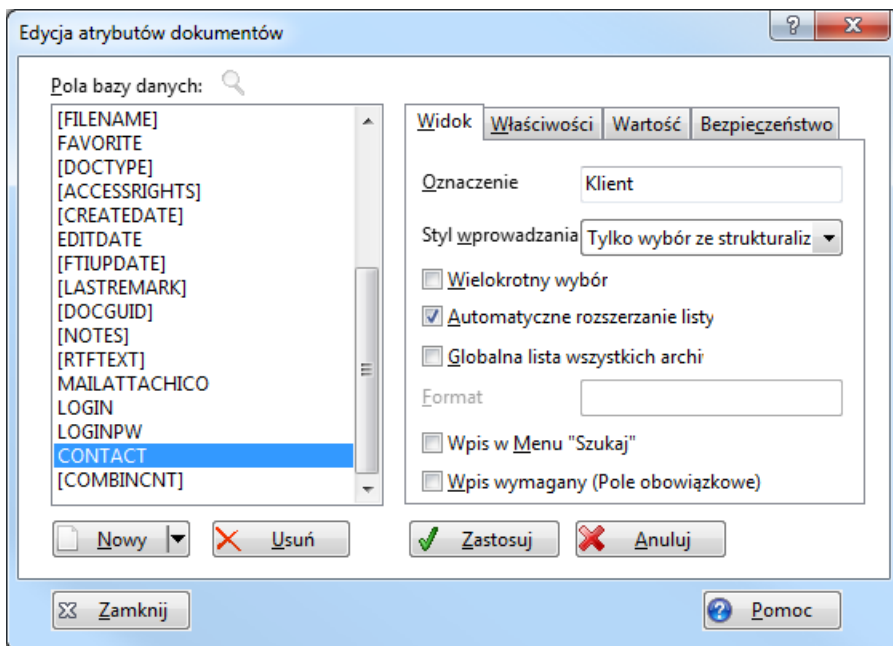 Edycja atrybutów dokumentów
Pola bazy danych:
[FILENAME]
FAVORITE
[DOCTYPE]
[ACCESSRIGHTS]
[CREATEDATE]
EDITDATE
[FTIUPDATE]
[LASTREMARK]
[DOCGUID]
[NOTES]
[RTFTEXT]
MAILATTACHICO
LOGIN
LOGINPW
CONTACT
[COMBINCNT]
Widok Właściwości Wartość Bezpieczeństwo
Oznaczenie Klient
Styl wprowadzania Tylko wybór ze strukturaliz
Wielokrotny wybór
Automatyczne rozszerzanie listy
Globalna lista wszystkich archi
Format
Wpis w Menu "Szukaj"
Wpis wymagany (Pole obowiązkowe)
Nowy Usuń Zastosuj Anuluj
Zamknij Pomoc